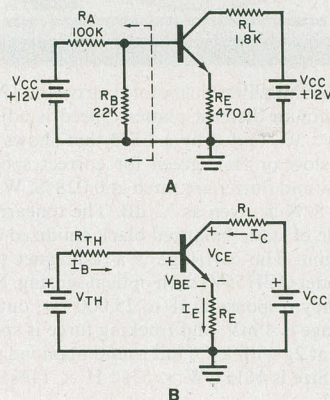 RA
100K
RL
1.8K
VCC
+12V
RB
22K
RE
470Ω
VCC
+12V
A
RTH
IB
VTH
+
RL
IC
VCE
+
+
VBE
-
-
IE
RE
+
VCC
B